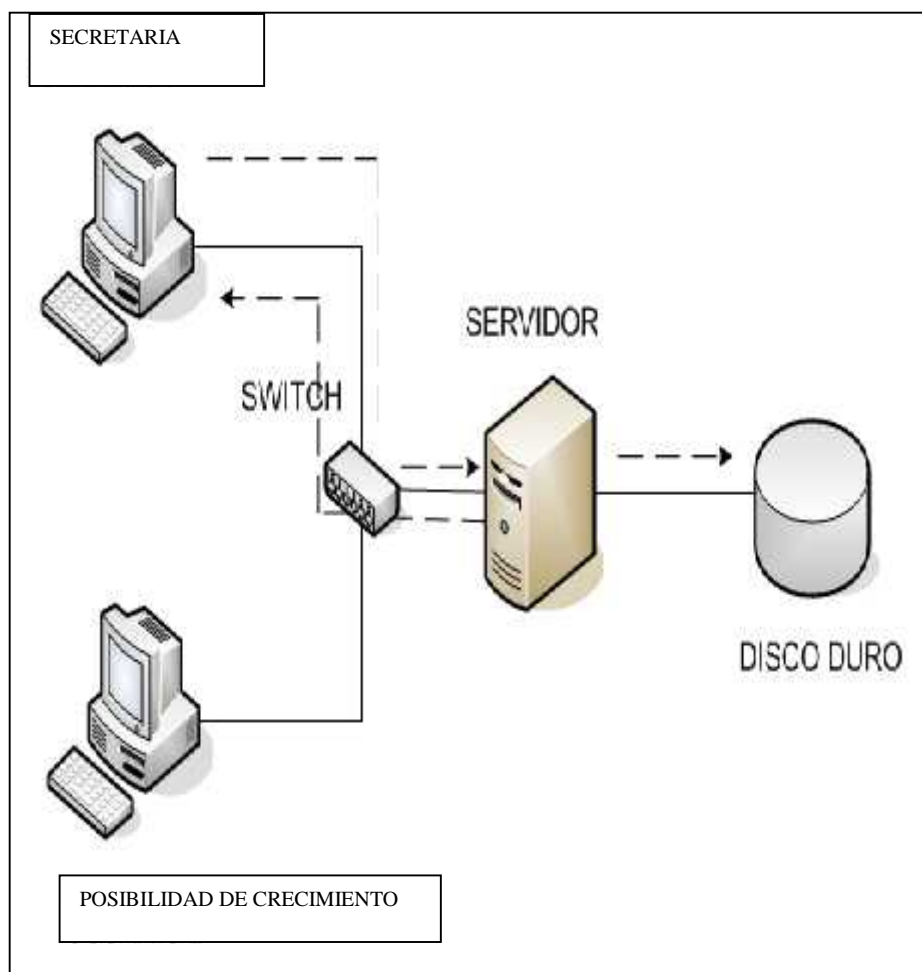 SECRETARIA
SERVIDOR
SWITCH
DISCO DURO
POSIBILIDAD DE CRECIMIENTO